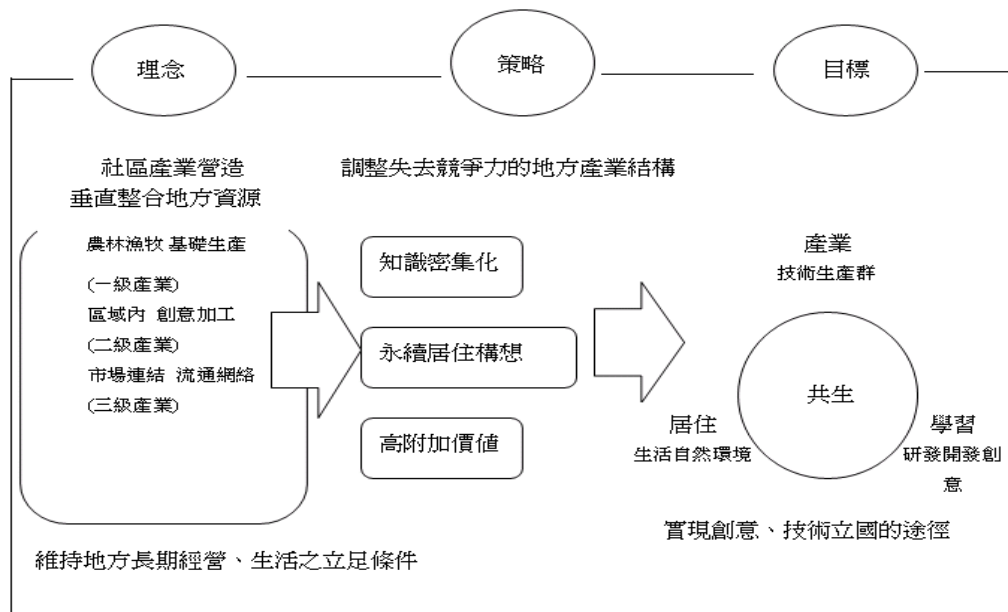 理念
策略
目標
社區產業營造
垂直整合地方資源
農林漁牧 基礎生產
(一級產業)
區域內 創意加工
(二級產業)
市場連結 流通網絡
(三級產業)
維持地方長期經營、生活之立足條件
調整失去競爭力的地方產業結構
知識密集化
永續居住構想
高附加價值
產業
技術生產群
共生
居住
生活自然環境
學習
研發開發創
意
實現創意、技術立國的途徑